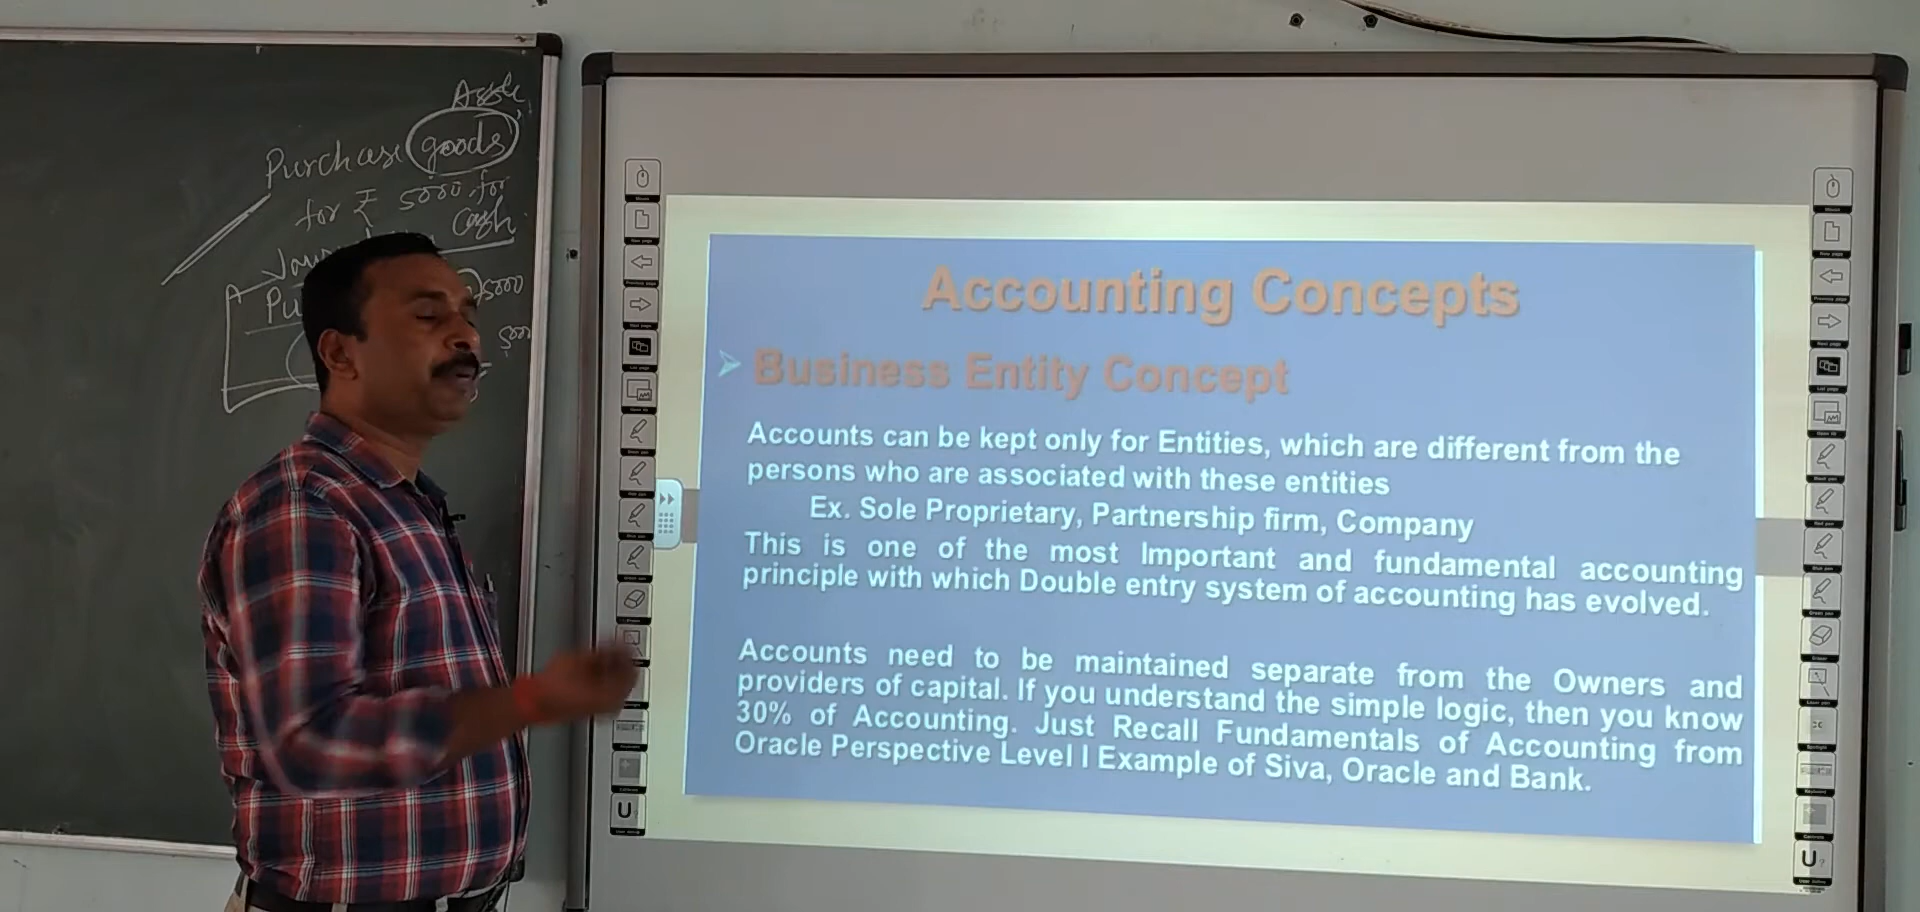 Purchase goods
for ₹ 5000 for
cash
Pu
5000
Accounting Concepts
Business Entity Concept
Accounts can be kept only for Entities, which are different from the
persons who are associated with these entities
Ex. Sole Proprietary, Partnership firm, Company
This is one of the most Important and fundamental accounting
principle with which Double entry system of accounting has evolved.
Accounts need to be maintained separate from the Owners and
providers of capital. If you understand the simple logic, then you know
30% of Accounting. Just Recall Fundamentals of Accounting from
Oracle Perspective Level I Example of Siva, Oracle and Bank.
U
U